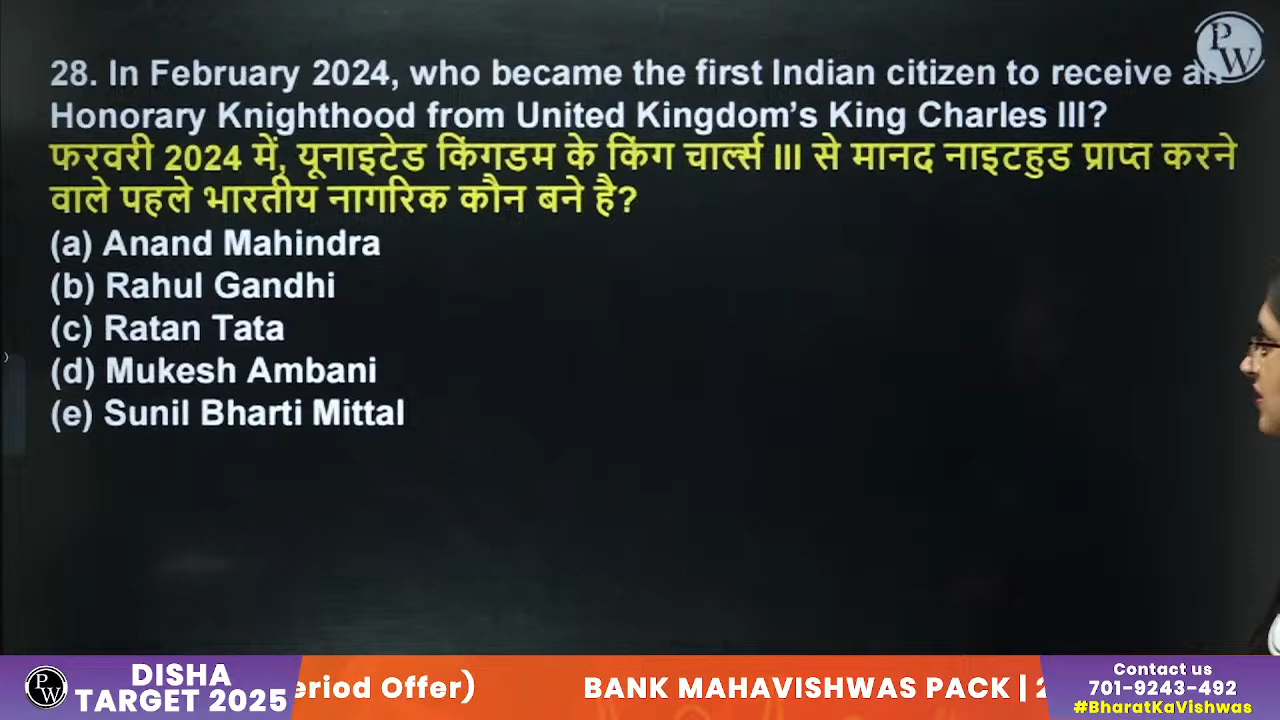 28. In February 2024, who became the first Indian citizen to receive an
Honorary Knighthood from United Kingdom’s King Charles III?
फरवरी 2024 में, यूनाइटेड किंगडम के किंग चार्ल्स III से मानद नाइटहुड प्राप्त करने
वाले पहले भारतीय नागरिक कौन बने है?
(a) Anand Mahindra
(b) Rahul Gandhi
(c) Ratan Tata
(d) Mukesh Ambani
(e) Sunil Bharti Mittal
PW
PW
DISHA
TARGET 2025
eriod Offer) BANK MAHAVISHWAS PACK | 2
Contact us
701-9243-492
#BharatKaVishwas